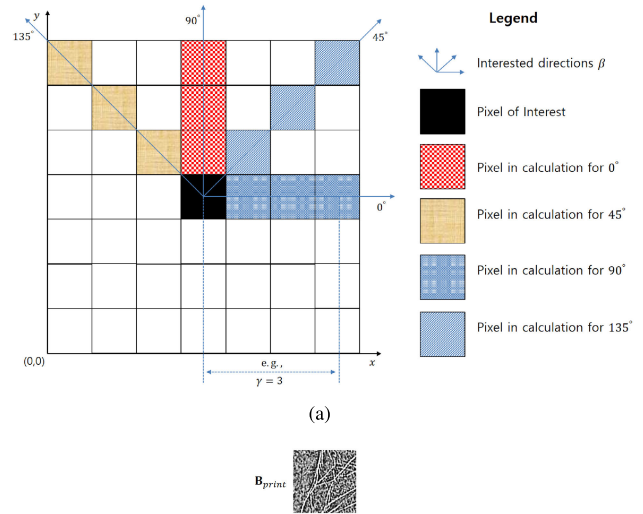 y
90°
135°
45°
0°
(0,0)
x
e.g.,
γ = 3
Legend
Interested directions β
Pixel of Interest
Pixel in calculation for 0°
Pixel in calculation for 45°
Pixel in calculation for 90°
Pixel in calculation for 135°
(a)
B_print